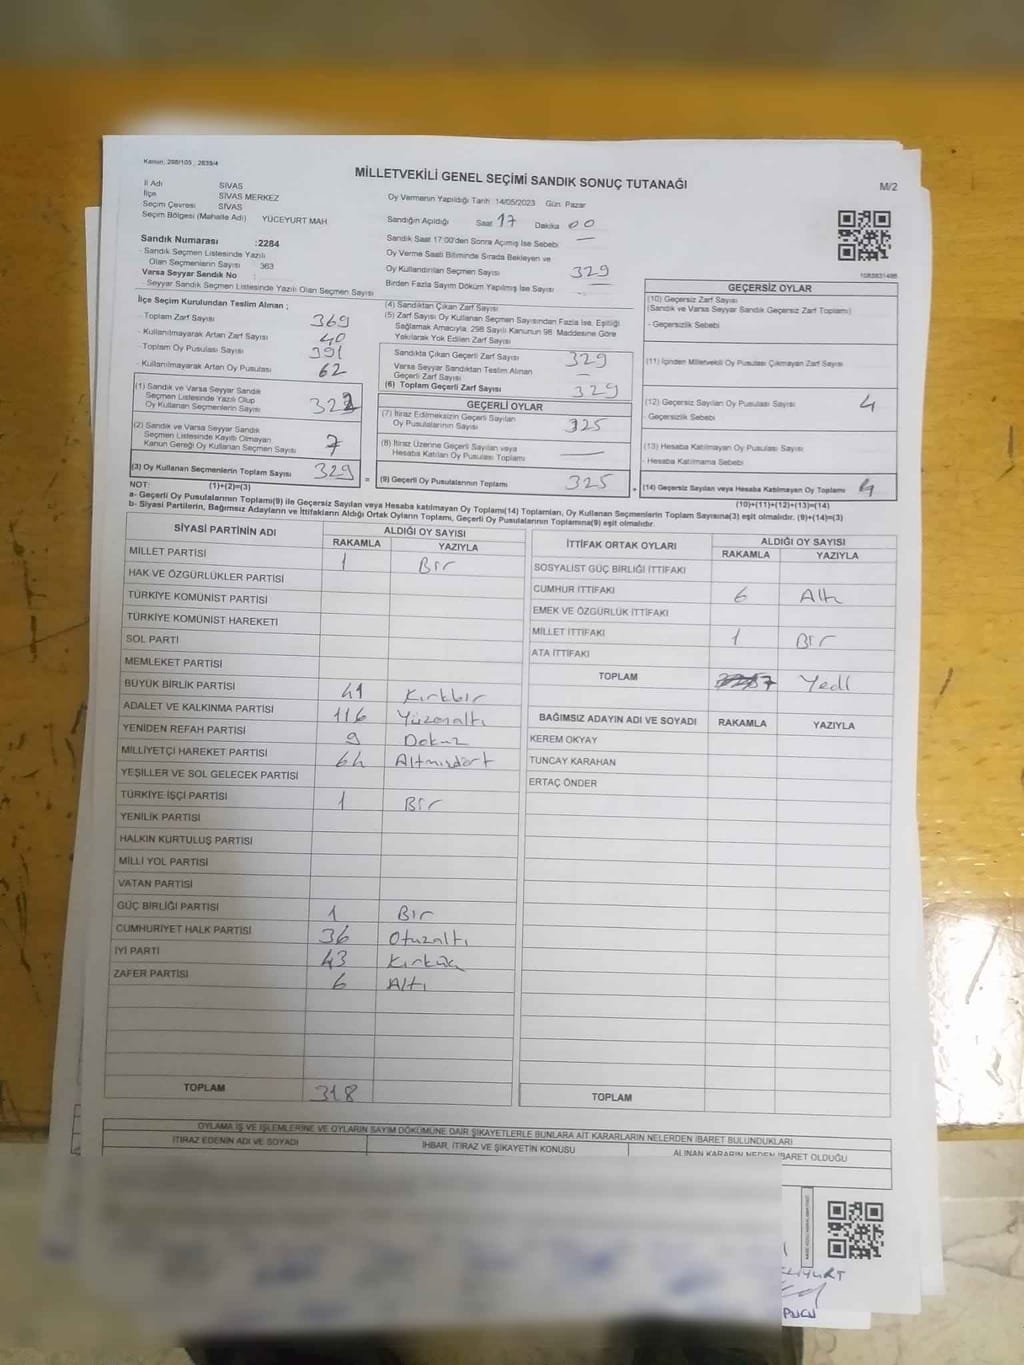 Kanun, 298/105 , 2839/4
MİLLETVEKİLİ GENEL SEÇİMİ SANDIK SONUÇ TUTANAĞI
M/2
İl Adı SİVAS
İlçe SİVAS MERKEZ
Seçim Çevresi SİVAS
Seçim Bölgesi (Mahalle Adı) YÜCEYURT MAH
Oy Vermenin Yapıldığı Tarih :14/05/2023 Gün: Pazar
Sandığın Açıldığı Saat 17 Dakika 00
Sandık Numarası :2284
Sandık Saat 17:00'den Sonra Açımış İse Sebebi —
- Sandık Seçmen Listesinde Yazılı
Olan Seçmenlerin Sayısı 363
Oy Verme Saati Bitiminde Sırada Bekleyen ve
Oy Kullandırılan Seçmen Sayısı 329
Varsa Seyyar Sandık No :
Birden Fazla Sayım Döküm Yapılmış İse Sayısı : —
- Seyyar Sandık Seçmen Listesinde Yazılı Olan Seçmen Sayısı
1083831486
İlçe Seçim Kurulundan Teslim Alınan ;
- Toplam Zarf Sayısı 369
- Kullanılmayarak Artan Zarf Sayısı 40
- Toplam Oy Pusulası Sayısı 391
- Kullanılmayarak Artan Oy Pusulası 62
(1) Sandık ve Varsa Seyyar Sandık
Seçmen Listesinde Yazılı Olup
Oy Kullanan Seçmenlerin Sayısı 322
(2) Sandık ve Varsa Seyyar Sandık
Seçmen Listesinde Kayıtlı Olmayan
Kanun Gereği Oy Kullanan Seçmen Sayısı 7
(3) Oy Kullanan Seçmenlerin Toplam Sayısı 329
(4) Sandıktan Çıkan Zarf Sayısı
(5) Zarf Sayısı Oy Kullanan Seçmen Sayısından Fazla İse, Eşitliği
Sağlamak Amacıyla, 298 Sayılı Kanunun 98. Maddesine Göre
Yakılarak Yok Edilen Zarf Sayısı
Sandıkta Çıkan Geçerli Zarf Sayısı 329
Varsa Seyyar Sandıktan Teslim Alınan
Geçerli Zarf Sayısı —
(6) Toplam Geçerli Zarf Sayısı 329
GEÇERLİ OYLAR
(7) İtiraz Edilmeksizin Geçerli Sayılan
Oy Pusulalarının Sayısı 325
(8) İtiraz Üzerine Geçerli Sayılan veya
Hesaba Katılan Oy Pusulası Toplamı —
= (9) Geçerli Oy Pusulalarının Toplamı 325
GEÇERSİZ OYLAR
(10) Geçersiz Zarf Sayısı
(Sandık ve Varsa Seyyar Sandık Geçersiz Zarf Toplamı)
- Geçersizlik Sebebi
(11) İçinden Milletvekili Oy Pusulası Çıkmayan Zarf Sayısı
(12) Geçersiz Sayılan Oy Pusulası Sayısı 4
- Geçersizlik Sebebi
(13) Hesaba Katılmayan Oy Pusulası Sayısı
- Hesaba Katılmama Sebebi
+ (14) Geçersiz Sayılan veya Hesaba Katılmayan Oy Toplamı 4
NOT: (1)+(2)=(3)
(10)+(11)+(12)+(13)=(14)
a- Geçerli Oy Pusulalarının Toplamı(9) ile Geçersiz Sayılan veya Hesaba katılmayan Oy Toplamı(14) Toplamları, Oy Kullanan Seçmenlerin Toplam Sayısına(3) eşit olmalıdır. (9)+(14)=(3)
b- Siyasi Partilerin, Bağımsız Adayların ve İttifakların Aldığı Ortak Oyların Toplamı, Geçerli Oy Pusulalarının Toplamına(9) eşit olmalıdır.
SİYASİ PARTİNİN ADI ALDIĞI OY SAYISI
RAKAMLA YAZIYLA
MİLLET PARTİSİ 1 Bir
HAK VE ÖZGÜRLÜKLER PARTİSİ
TÜRKİYE KOMÜNİST PARTİSİ
TÜRKİYE KOMÜNİST HAREKETİ
SOL PARTİ
MEMLEKET PARTİSİ
BÜYÜK BİRLİK PARTİSİ 41 Kırkbir
ADALET VE KALKINMA PARTİSİ 116 Yüzonaltı
YENİDEN REFAH PARTİSİ 9 Dokuz
MİLLİYETÇİ HAREKET PARTİSİ 64 Altmışdört
YEŞİLLER VE SOL GELECEK PARTİSİ
TÜRKİYE İŞÇİ PARTİSİ 1 Bir
YENİLİK PARTİSİ
HALKIN KURTULUŞ PARTİSİ
MİLLİ YOL PARTİSİ
VATAN PARTİSİ
GÜÇ BİRLİĞİ PARTİSİ 1 Bir
CUMHURİYET HALK PARTİSİ 36 Otuzaltı
İYİ PARTİ 43 Kırküç
ZAFER PARTİSİ 6 Altı
TOPLAM 318
İTTİFAK ORTAK OYLARI ALDIĞI OY SAYISI
RAKAMLA YAZIYLA
SOSYALİST GÜÇ BİRLİĞİ İTTİFAKI
CUMHUR İTTİFAKI 6 Altı
EMEK VE ÖZGÜRLÜK İTTİFAKI
MİLLET İTTİFAKI 1 Bir
ATA İTTİFAKI
TOPLAM 7 Yedi
BAĞIMSIZ ADAYIN ADI VE SOYADI RAKAMLA YAZIYLA
KEREM OKYAY
TUNCAY KARAHAN
ERTAÇ ÖNDER
TOPLAM
OYLAMA İŞ VE İŞLEMLERİNE VE OYLARIN SAYIM DÖKÜMÜNE DAİR ŞİKAYETLERLE BUNLARA AİT KARARLARIN NELERDEN İBARET BULUNDUKLARI
İTİRAZ EDENİN ADI VE SOYADI İHBAR, İTİRAZ VE ŞİKAYETİN KONUSU ALINAN KARARIN NEDEN İBARET OLDUĞU